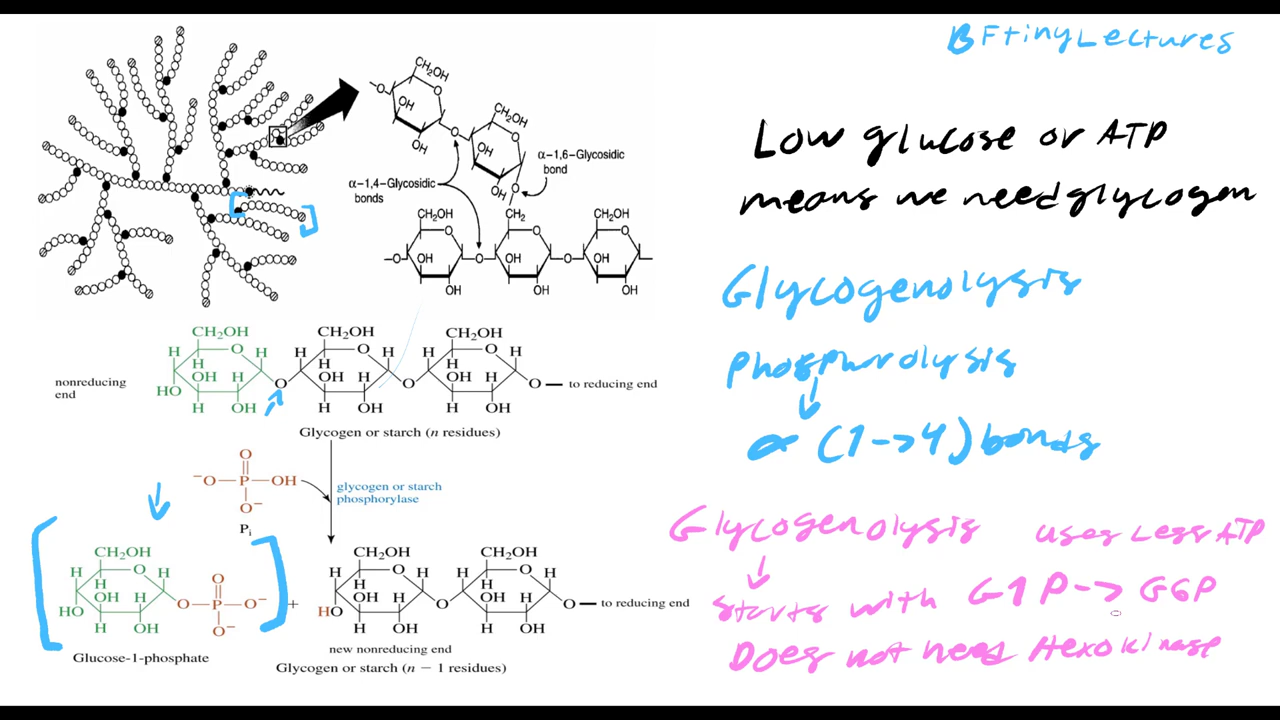 BFtinyLectures
Low glucose or ATP
means we need glycogen
Glycogenolysis
Phosphorolysis
α (1->4) bonds
Glycogenolysis uses Less ATP
starts with G1P -> G6P
Does not need Hexokinase
α-1,6-Glycosidic
bond
α-1,4-Glycosidic
bonds
CH₂OH
O
OH
OH
O
CH₂OH
O
OH
OH
O
CH₂OH
O
OH
OH
O
CH₂
O
OH
OH
O
CH₂OH
O
OH
OH
nonreducing
end
CH₂OH
H O H
H
OH H
HO
H OH
O
CH₂OH
H O H
H
OH H
H OH
O
CH₂OH
H O H
H
OH H
H OH
O — to reducing end
Glycogen or starch (n residues)
O
⁻O—P—OH
O⁻
Pᵢ
glycogen or starch
phosphorylase
CH₂OH
H O H
H
OH H
HO
H OH
O
O—P—O⁻
O⁻
Glucose-1-phosphate
+
CH₂OH
H O H
H
OH H
HO
H OH
O
CH₂OH
H O H
H
OH H
H OH
O — to reducing end
new nonreducing end
Glycogen or starch (n − 1 residues)